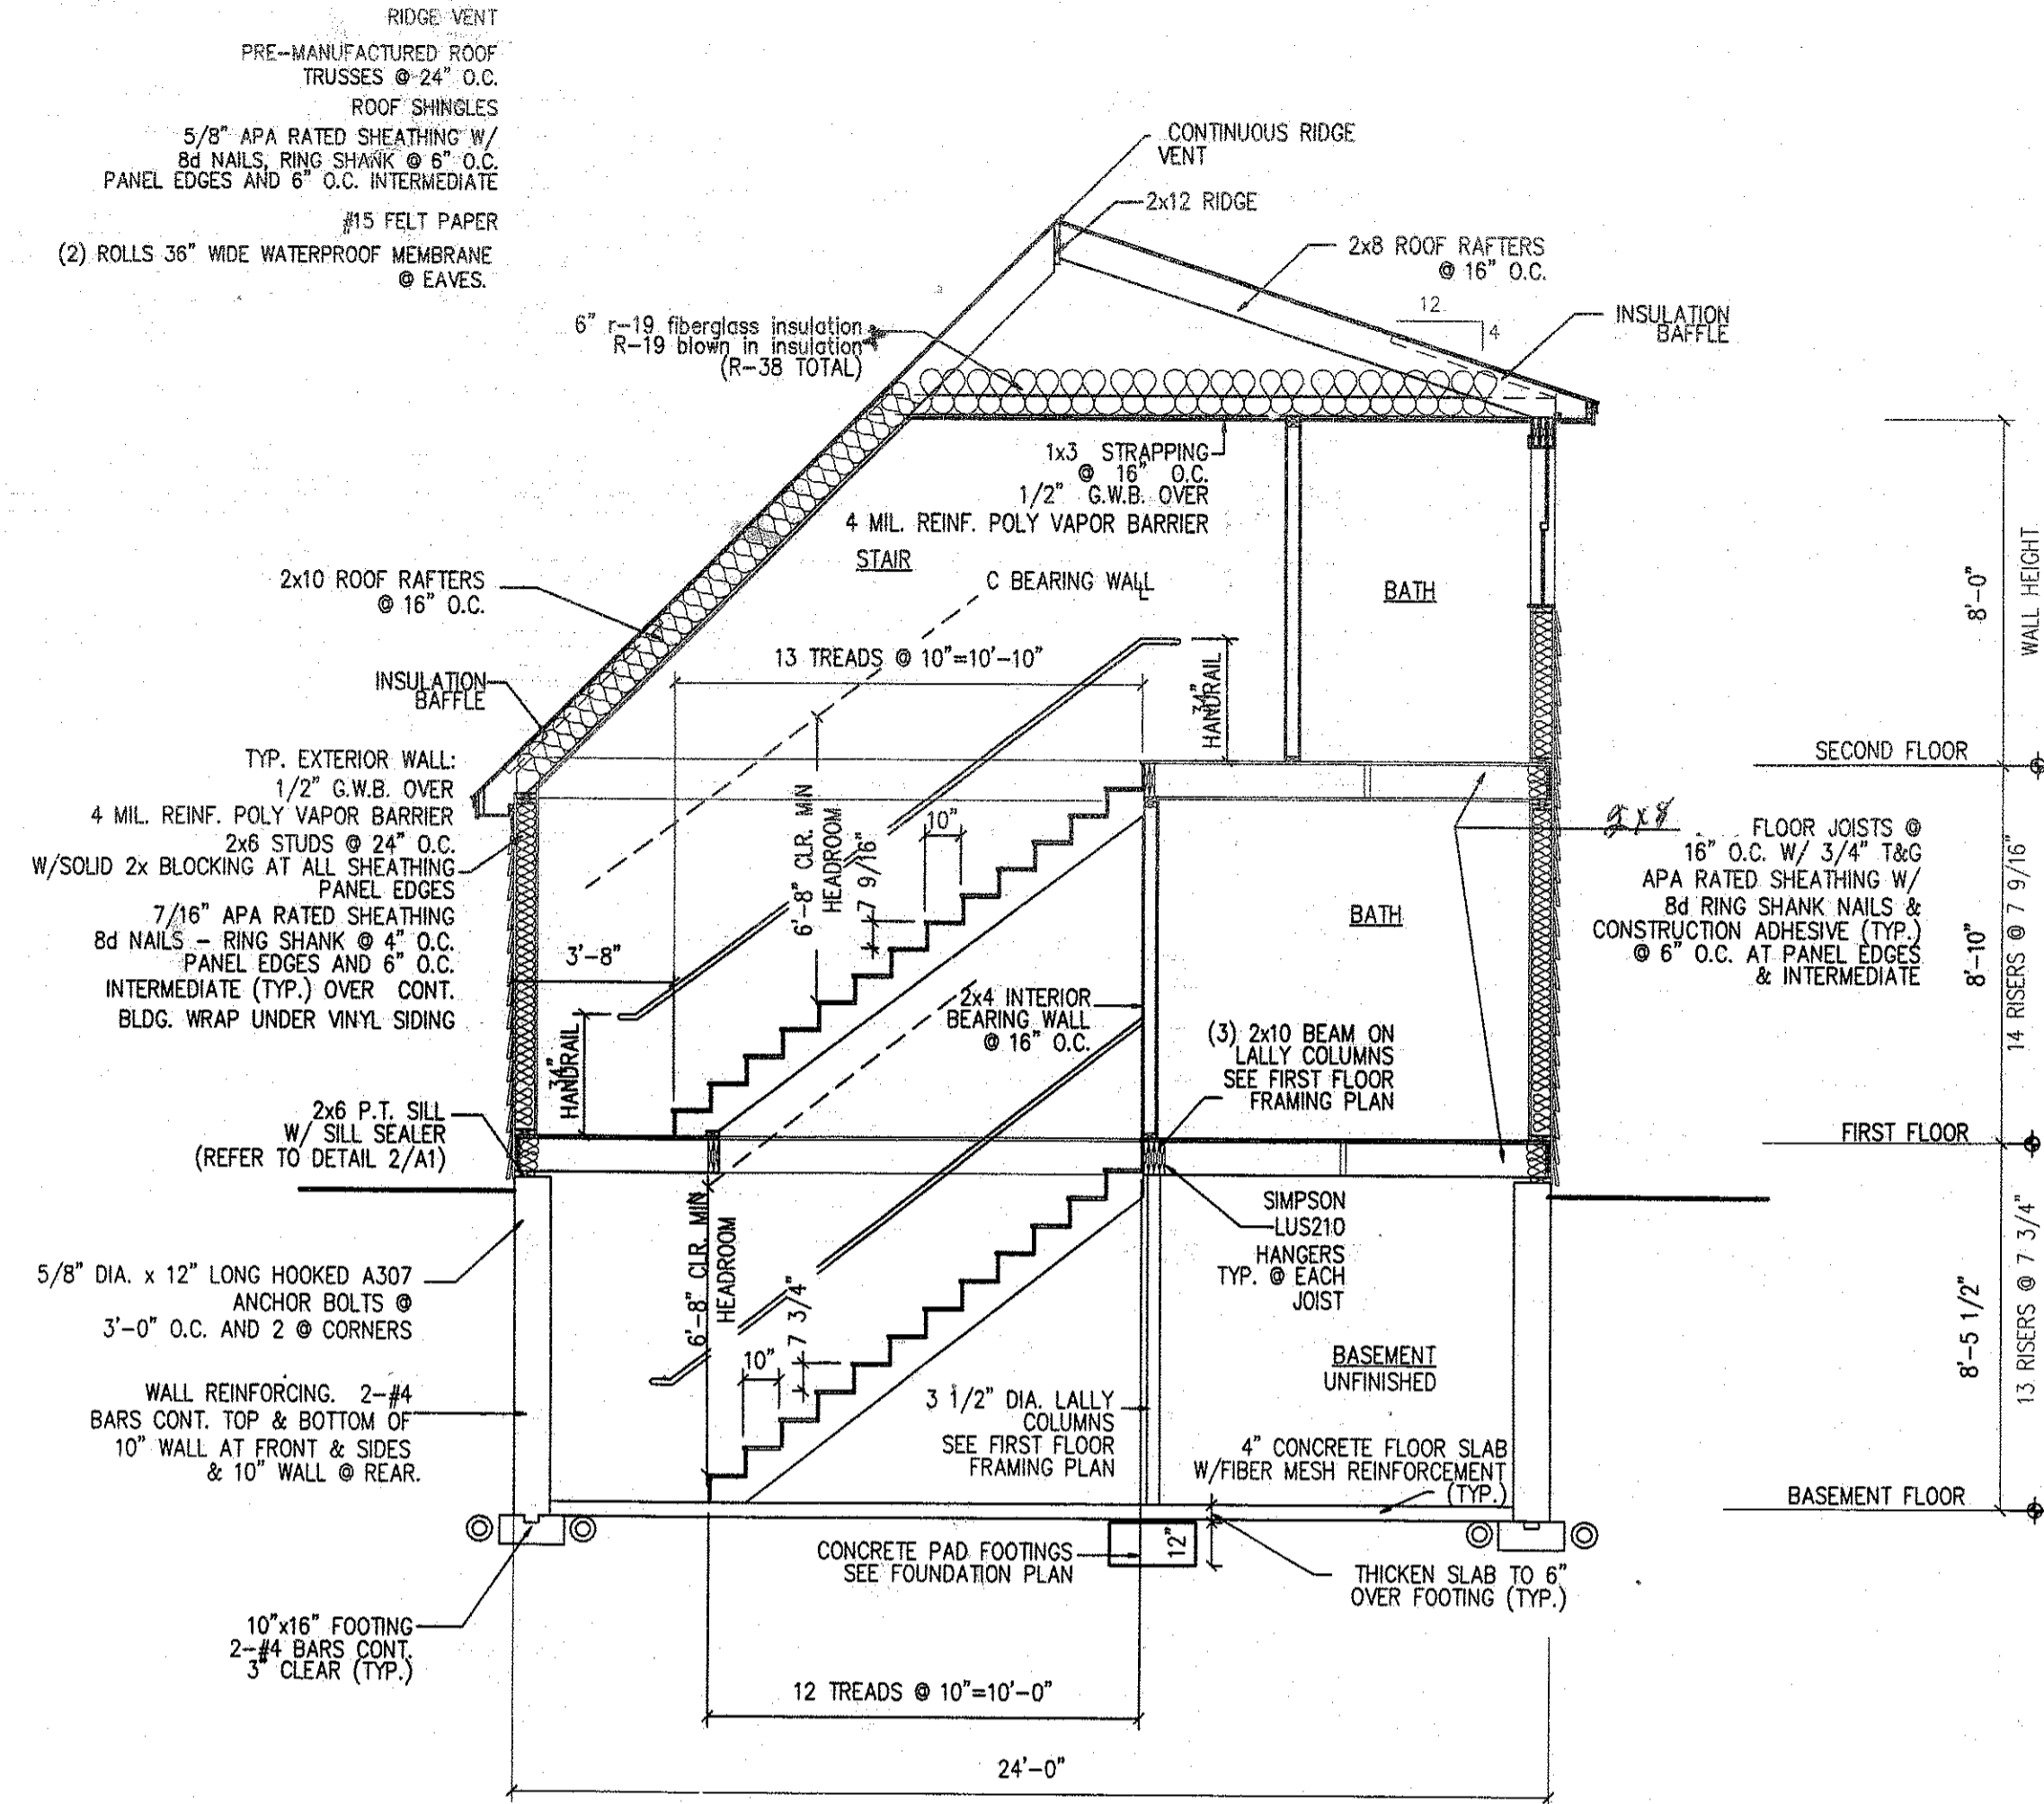 RIDGE VENT
PRE-MANUFACTURED ROOF
TRUSSES @ 24" O.C.
ROOF SHINGLES
5/8" APA RATED SHEATHING W/
8d NAILS, RING SHANK @ 6" O.C.
PANEL EDGES AND 6" O.C. INTERMEDIATE
#15 FELT PAPER
(2) ROLLS 36" WIDE WATERPROOF MEMBRANE
@ EAVES.
CONTINUOUS RIDGE
VENT
2x12 RIDGE
2x8 ROOF RAFTERS
@ 16" O.C.
12
4
INSULATION
BAFFLE
6" r-19 fiberglass insulation
R-19 blown in insulation
(R-38 TOTAL)
1x3 STRAPPING
@ 16" O.C.
1/2" G.W.B. OVER
4 MIL. REINF. POLY VAPOR BARRIER
STAIR
C BEARING WALL
BATH
2x10 ROOF RAFTERS
@ 16" O.C.
13 TREADS @ 10"=10'-10"
INSULATION
BAFFLE
34"
HANDRAIL
8'-0"
WALL HEIGHT
SECOND FLOOR
TYP. EXTERIOR WALL:
1/2" G.W.B. OVER
4 MIL. REINF. POLY VAPOR BARRIER
2x6 STUDS @ 24" O.C.
W/SOLID 2x BLOCKING AT ALL SHEATHING
PANEL EDGES
7/16" APA RATED SHEATHING
8d NAILS - RING SHANK @ 4" O.C.
PANEL EDGES AND 6" O.C.
INTERMEDIATE (TYP.) OVER CONT.
BLDG. WRAP UNDER VINYL SIDING
6'-8" CLR. MIN
HEADROOM
7 9/16"
10"
3'-8"
34"
HANDRAIL
BATH
2x8
FLOOR JOISTS @
16" O.C. W/ 3/4" T&G
APA RATED SHEATHING W/
8d RING SHANK NAILS &
CONSTRUCTION ADHESIVE (TYP.)
@ 6" O.C. AT PANEL EDGES
& INTERMEDIATE
8'-10"
14 RISERS @ 7 9/16"
2x4 INTERIOR
BEARING WALL
@ 16" O.C.
(3) 2x10 BEAM ON
LALLY COLUMNS
SEE FIRST FLOOR
FRAMING PLAN
2x6 P.T. SILL
W/ SILL SEALER
(REFER TO DETAIL 2/A1)
FIRST FLOOR
SIMPSON
LUS210
HANGERS
TYP. @ EACH
JOIST
6'-8" CLR. MIN
HEADROOM
7 3/4"
10"
5/8" DIA. x 12" LONG HOOKED A307
ANCHOR BOLTS @
3'-0" O.C. AND 2 @ CORNERS
WALL REINFORCING. 2-#4
BARS CONT. TOP & BOTTOM OF
10" WALL AT FRONT & SIDES
& 10" WALL @ REAR.
BASEMENT
UNFINISHED
8'-5 1/2"
13 RISERS @ 7 3/4"
3 1/2" DIA. LALLY
COLUMNS
SEE FIRST FLOOR
FRAMING PLAN
4" CONCRETE FLOOR SLAB
W/FIBER MESH REINFORCEMENT
(TYP.)
BASEMENT FLOOR
CONCRETE PAD FOOTINGS
SEE FOUNDATION PLAN
12"
THICKEN SLAB TO 6"
OVER FOOTING (TYP.)
10"x16" FOOTING
2-#4 BARS CONT.
3" CLEAR (TYP.)
12 TREADS @ 10"=10'-0"
24'-0"